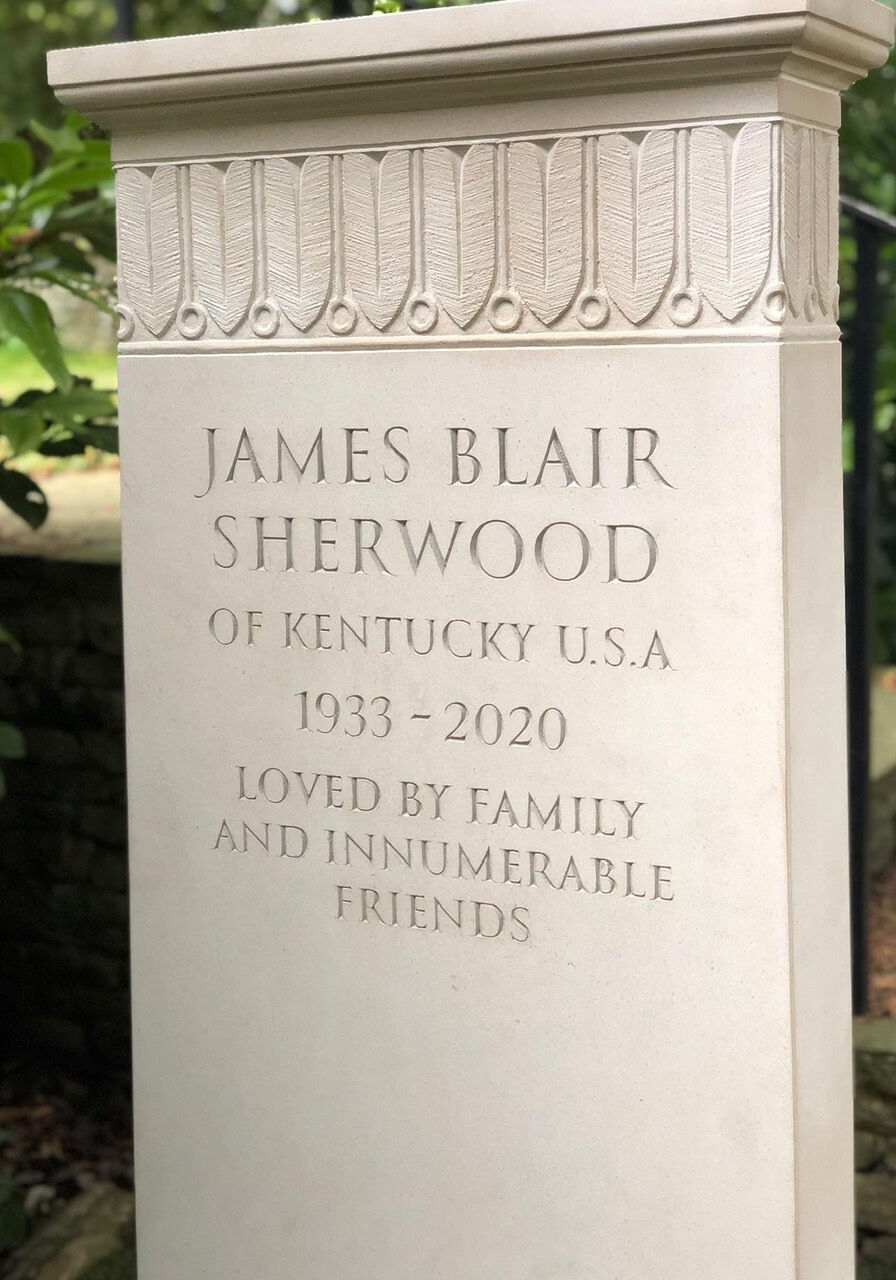 JAMES BLAIR
SHERWOOD
OF KENTUCKY U.S.A
1933 - 2020
LOVED BY FAMILY
AND INNUMERABLE
FRIENDS